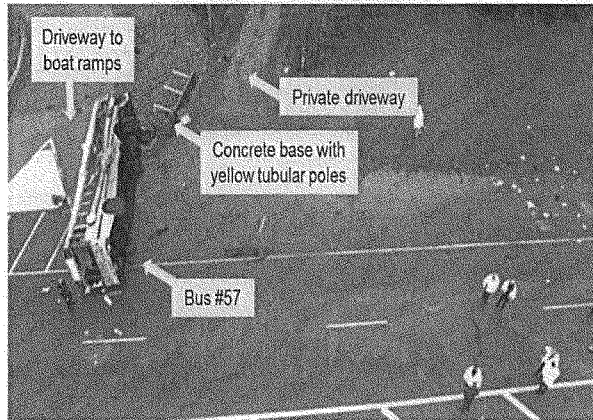 Driveway to
boat ramps
Private driveway
Concrete base with
yellow tubular poles
Bus #57